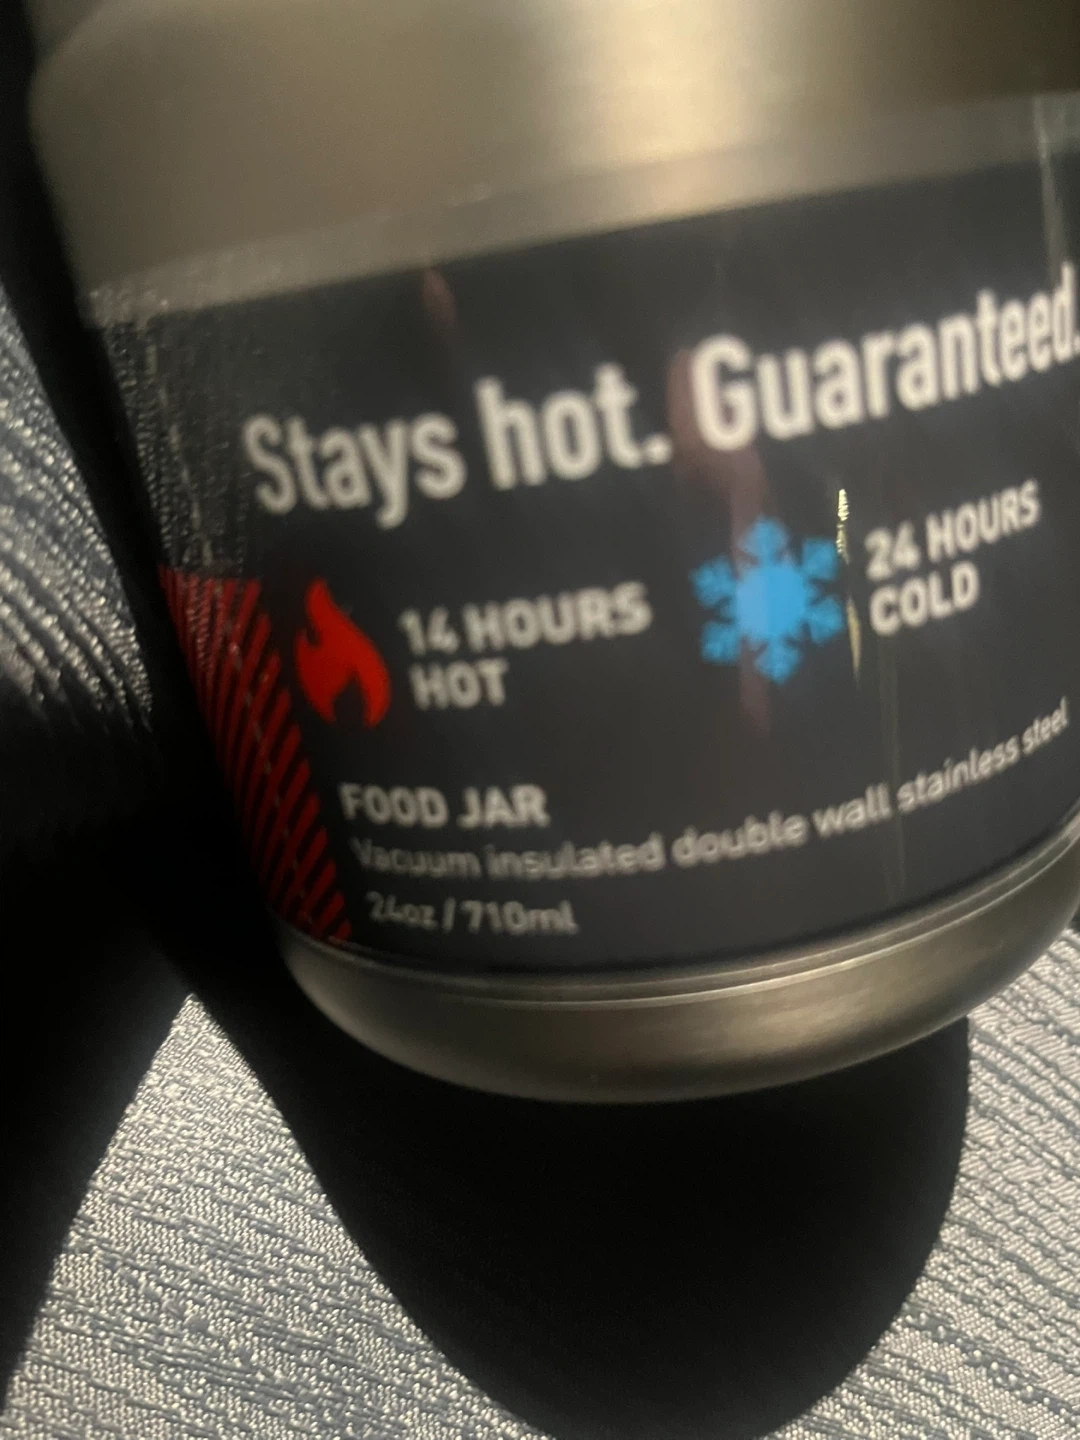 Stays hot. Guaranteed.
14 HOURS
HOT
24 HOURS
COLD
FOOD JAR
Vacuum insulated double wall stainless steel
24oz / 710ml